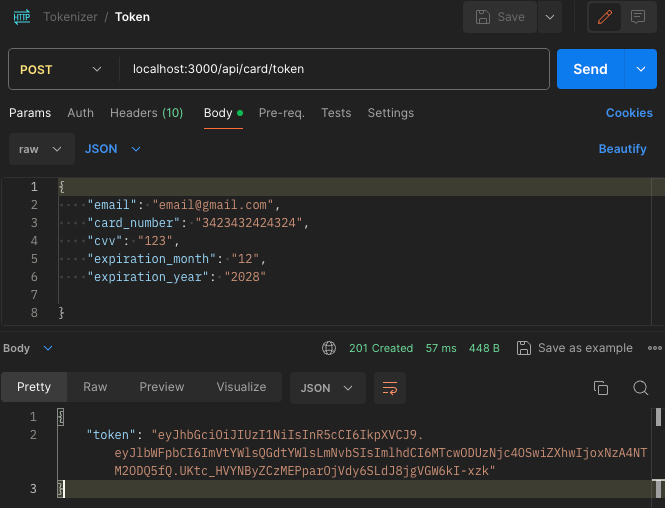 HTTP Tokenizer / Token Save
POST localhost:3000/api/card/token Send
Params Auth Headers (10) Body Pre-req. Tests Settings Cookies
raw JSON Beautify
1 {
2 "email": "email@gmail.com",
3 "card_number": "3423432424324",
4 "cvv": "123",
5 "expiration_month": "12",
6 "expiration_year": "2028"
7
8 }
Body 201 Created 57 ms 448 B Save as example
Pretty Raw Preview Visualize JSON
1 {
2 "token": "eyJhbGciOiJIUzI1NiIsInR5cCI6IkpXVCJ9.
eyJlbWFpbCI6ImVtYWlsQGdtYWlsLmNvbSIsImlhdCI6MTcwODUzNjc4OSwiZXhwIjoxNzA4NT
M2ODQ5fQ.UKtc_HVYNByZCzMEPparOjVdy6SLdJ8jgVGW6kI-xzk"
3 }